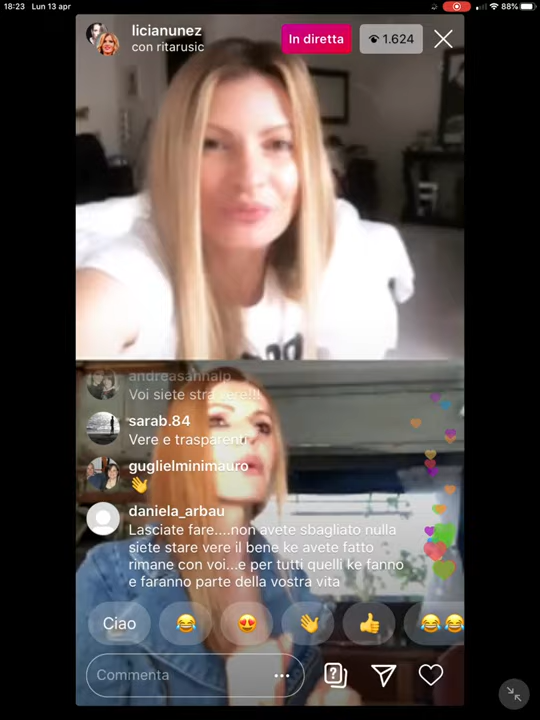 18:23 Lun 13 apr 88%
licianunez
con ritarusic
In diretta
1.624
andreasannaip
Voi siete stra vere!!!
sarab.84
Vere e trasparenti
guglielminimauro
daniela_arbau
Lasciate fare....non avete sbagliato nulla
siete stare vere il bene ke avete fatto
rimane con voi...e per tutti quelli ke fanno
e faranno parte della vostra vita
Ciao
Commenta